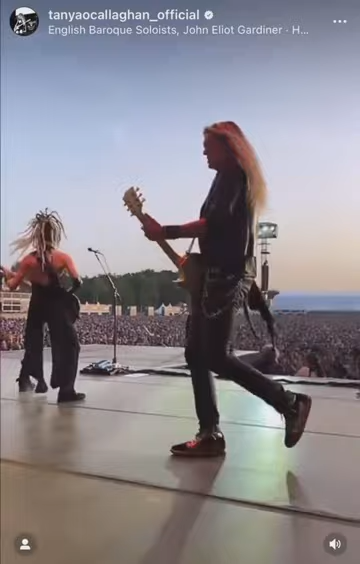 tanyaocallaghan_official
English Baroque Soloists, John Eliot Gardiner · H...